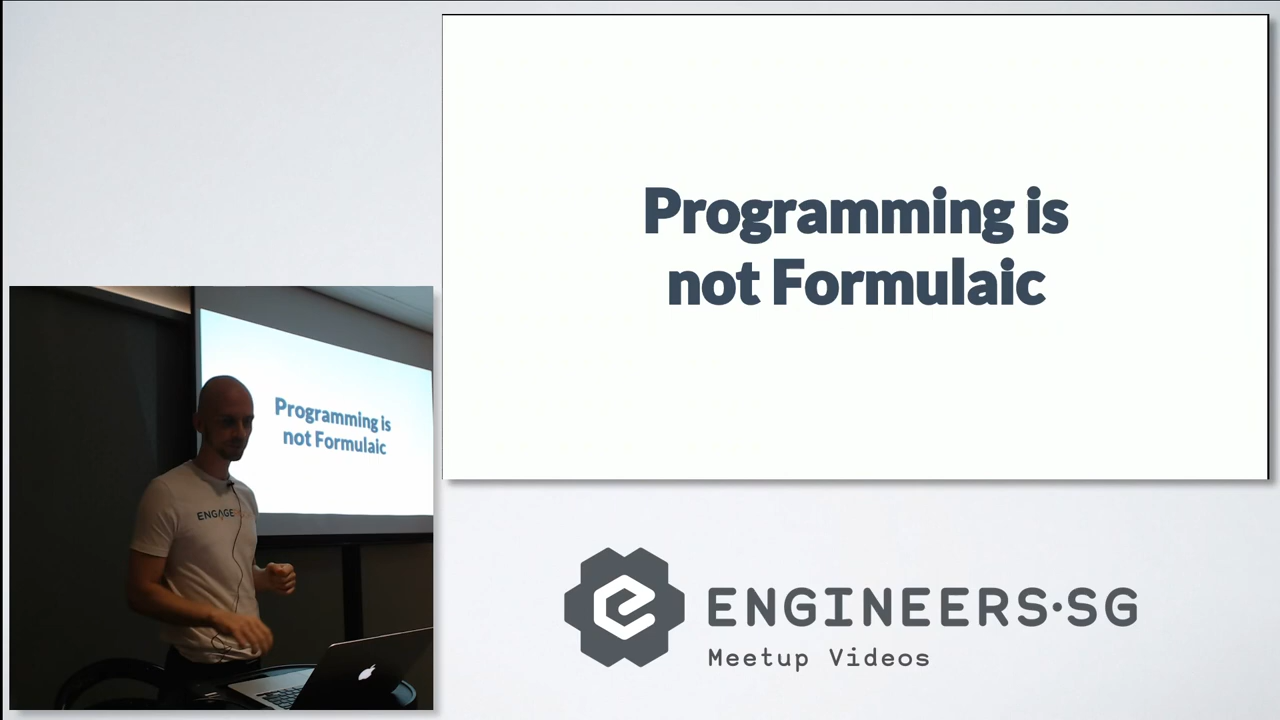 Programming is
not Formulaic
Programming is
not Formulaic
ENGAGE
ENGINEERS·SG
Meetup Videos